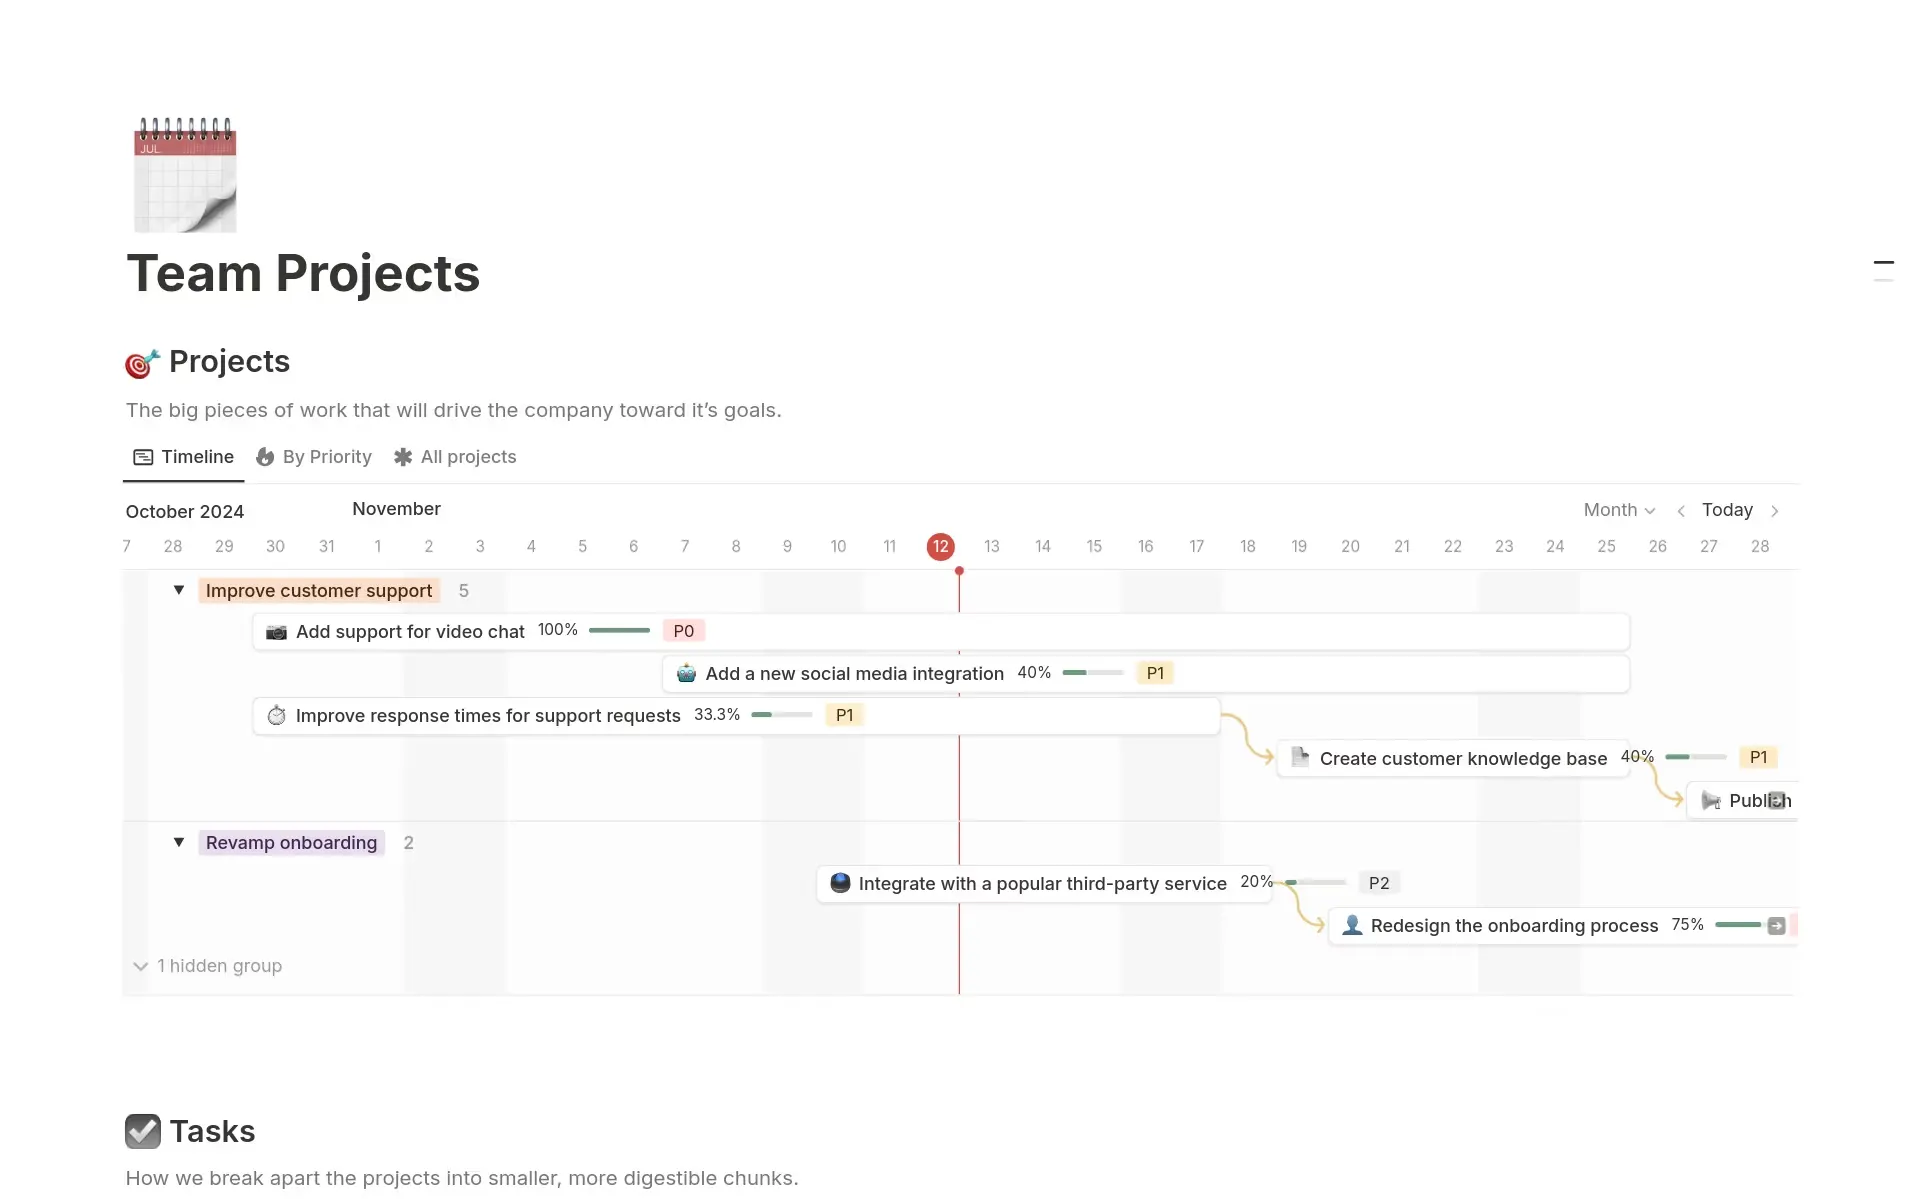 JUL
Team Projects
Projects
The big pieces of work that will drive the company toward it’s goals.
Timeline By Priority All projects
October 2024 November Month Today
7 28 29 30 31 1 2 3 4 5 6 7 8 9 10 11 12 13 14 15 16 17 18 19 20 21 22 23 24 25 26 27 28
Improve customer support 5
Add support for video chat 100% P0
Add a new social media integration 40% P1
Improve response times for support requests 33.3% P1
Create customer knowledge base 40% P1
Publish
Revamp onboarding 2
Integrate with a popular third-party service 20% P2
Redesign the onboarding process 75%
1 hidden group
Tasks
How we break apart the projects into smaller, more digestible chunks.